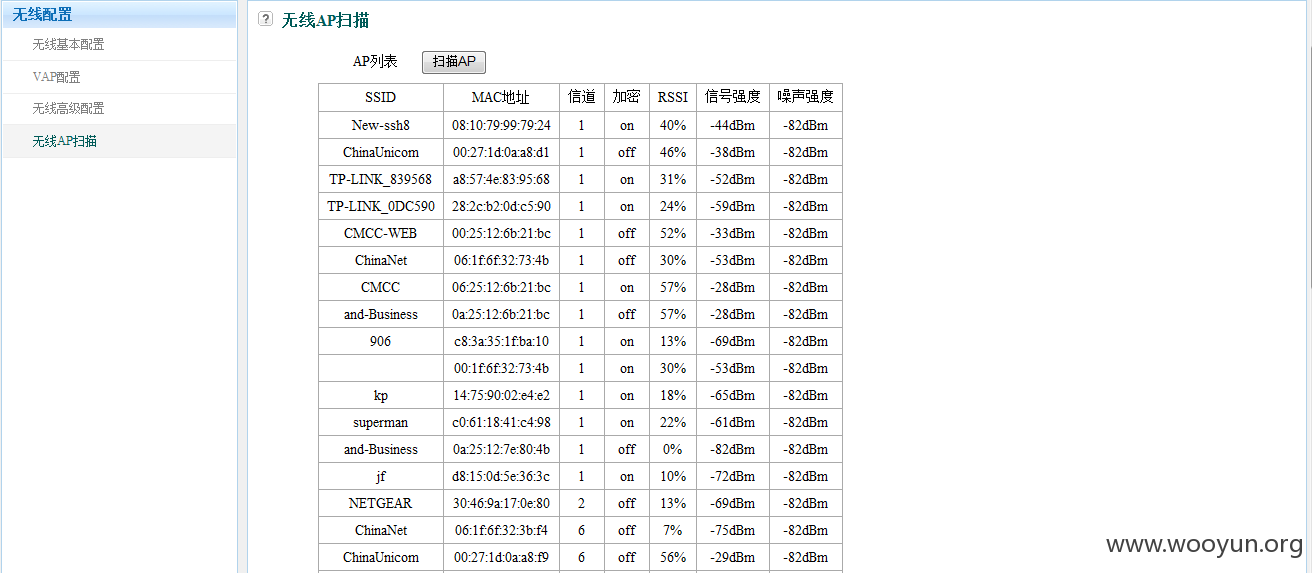 无线配置
无线基本配置
VAP配置
无线高级配置
无线AP扫描
? 无线AP扫描
AP列表 扫描AP
SSID MAC地址 信道 加密 RSSI 信号强度 噪声强度
New-ssh8 08:10:79:99:79:24 1 on 40% -44dBm -82dBm
ChinaUnicom 00:27:1d:0a:a8:d1 1 off 46% -38dBm -82dBm
TP-LINK_839568 a8:57:4e:83:95:68 1 on 31% -52dBm -82dBm
TP-LINK_0DC590 28:2c:b2:0d:c5:90 1 on 24% -59dBm -82dBm
CMCC-WEB 00:25:12:6b:21:bc 1 off 52% -33dBm -82dBm
ChinaNet 06:1f:6f:32:73:4b 1 off 30% -53dBm -82dBm
CMCC 06:25:12:6b:21:bc 1 on 57% -28dBm -82dBm
and-Business 0a:25:12:6b:21:bc 1 off 57% -28dBm -82dBm
906 c8:3a:35:1f:ba:10 1 on 13% -69dBm -82dBm
00:1f:6f:32:73:4b 1 on 30% -53dBm -82dBm
kp 14:75:90:02:e4:e2 1 on 18% -65dBm -82dBm
superman c0:61:18:41:c4:98 1 on 22% -61dBm -82dBm
and-Business 0a:25:12:7e:80:4b 1 off 0% -82dBm -82dBm
jf d8:15:0d:5e:36:3c 1 on 10% -72dBm -82dBm
NETGEAR 30:46:9a:17:0e:80 2 off 13% -69dBm -82dBm
ChinaNet 06:1f:6f:32:3b:f4 6 off 7% -75dBm -82dBm
ChinaUnicom 00:27:1d:0a:a8:f9 6 off 56% -29dBm -82dBm
www.wooyun.org